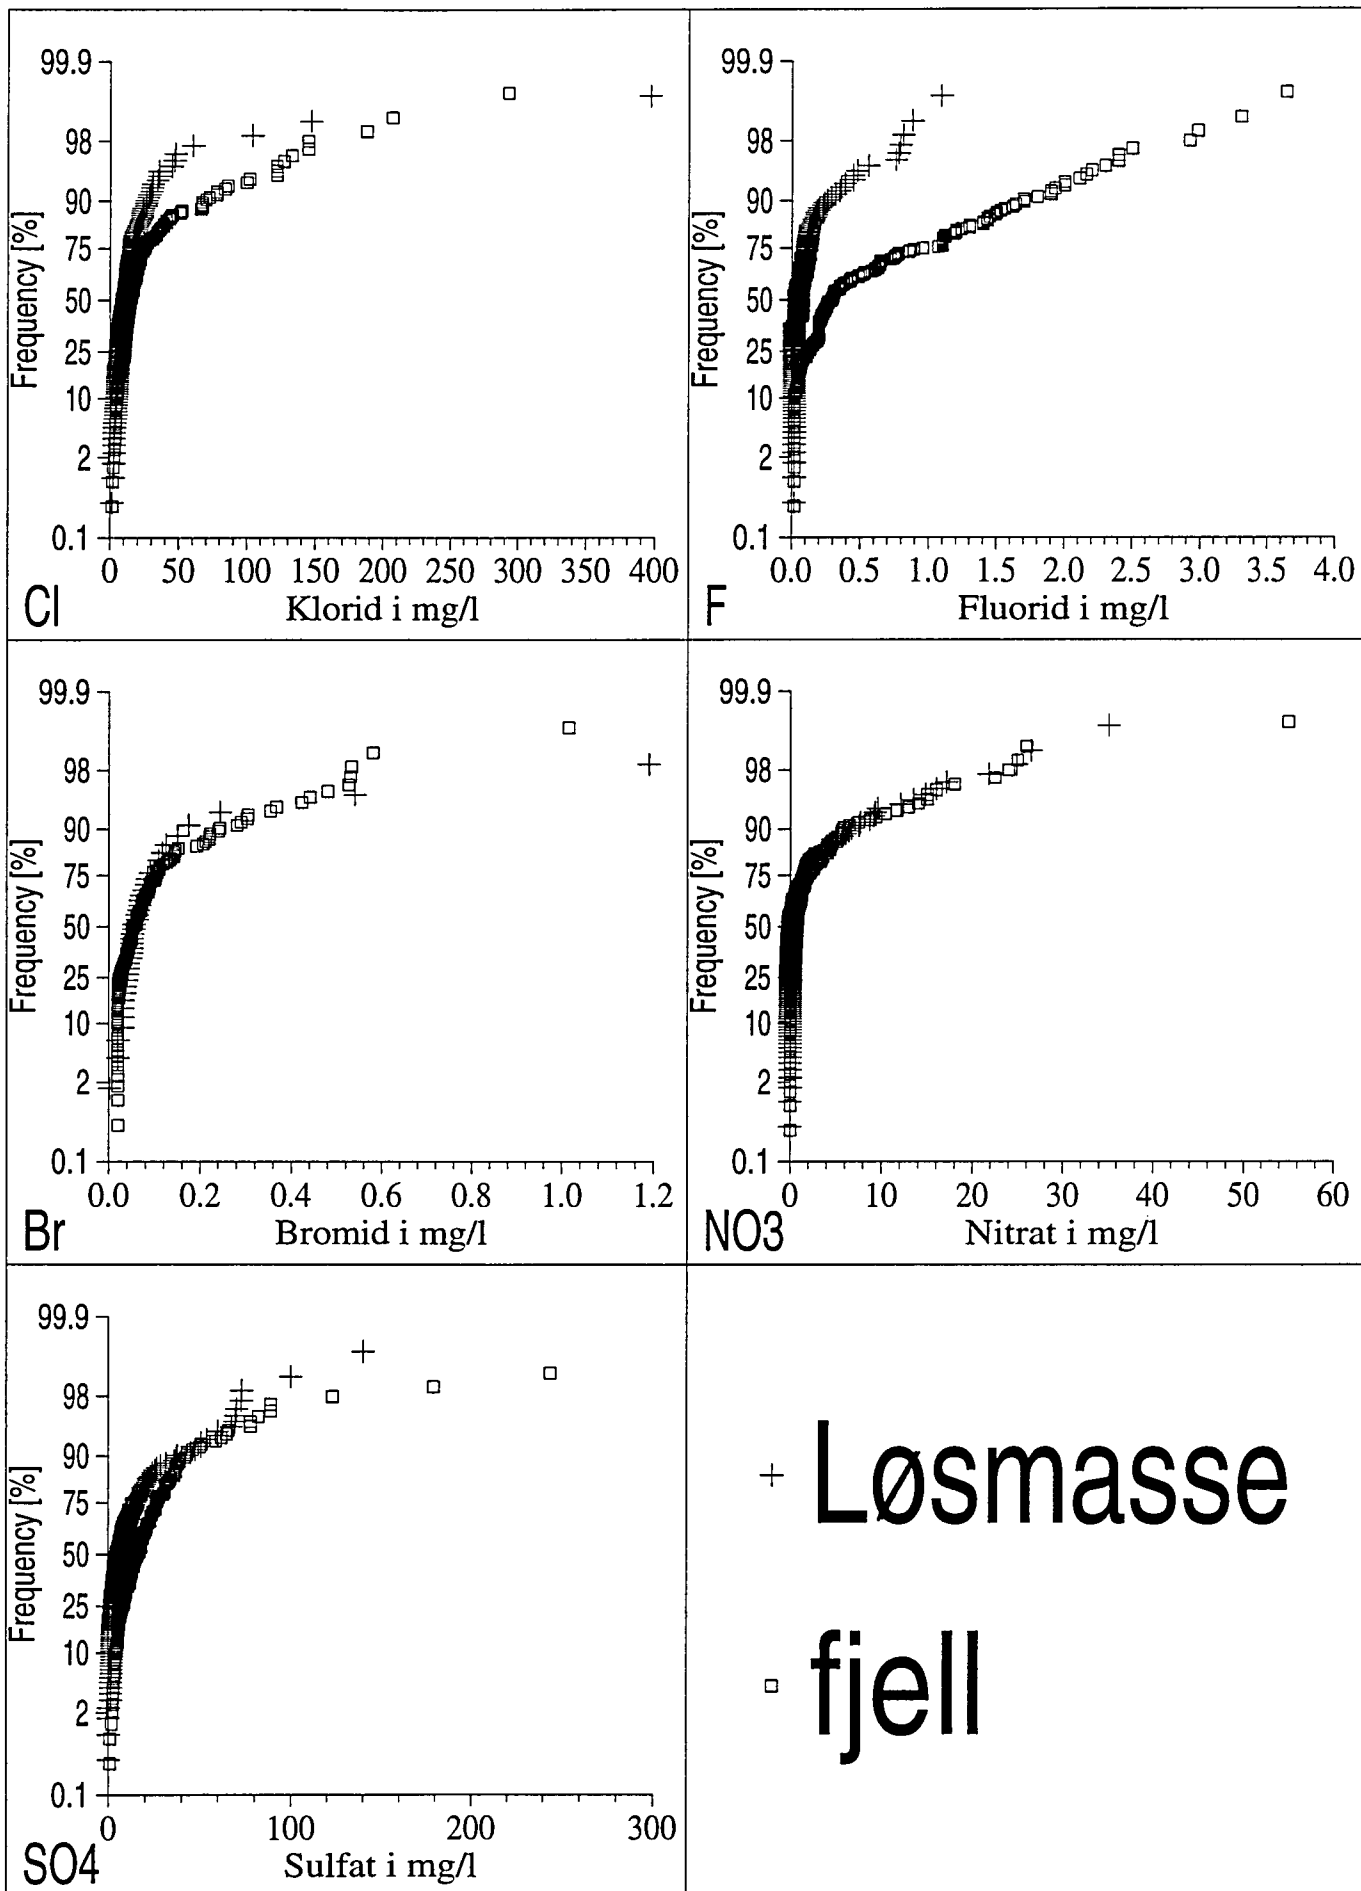 99.9
98
90
75
50
25
10
2
0.1
Frequency [%]
0 50 100 150 200 250 300 350 400
Cl
Klorid i mg/l
99.9
98
90
75
50
25
10
2
0.1
Frequency [%]
0.0 0.5 1.0 1.5 2.0 2.5 3.0 3.5 4.0
F
Fluorid i mg/l
99.9
98
90
75
50
25
10
2
0.1
Frequency [%]
0.0 0.2 0.4 0.6 0.8 1.0 1.2
Br
Bromid i mg/l
99.9
98
90
75
50
25
10
2
0.1
Frequency [%]
0 10 20 30 40 50 60
NO3
Nitrat i mg/l
99.9
98
90
75
50
25
10
2
0.1
Frequency [%]
0 100 200 300
SO4
Sulfat i mg/l
Løsmasse
fjell